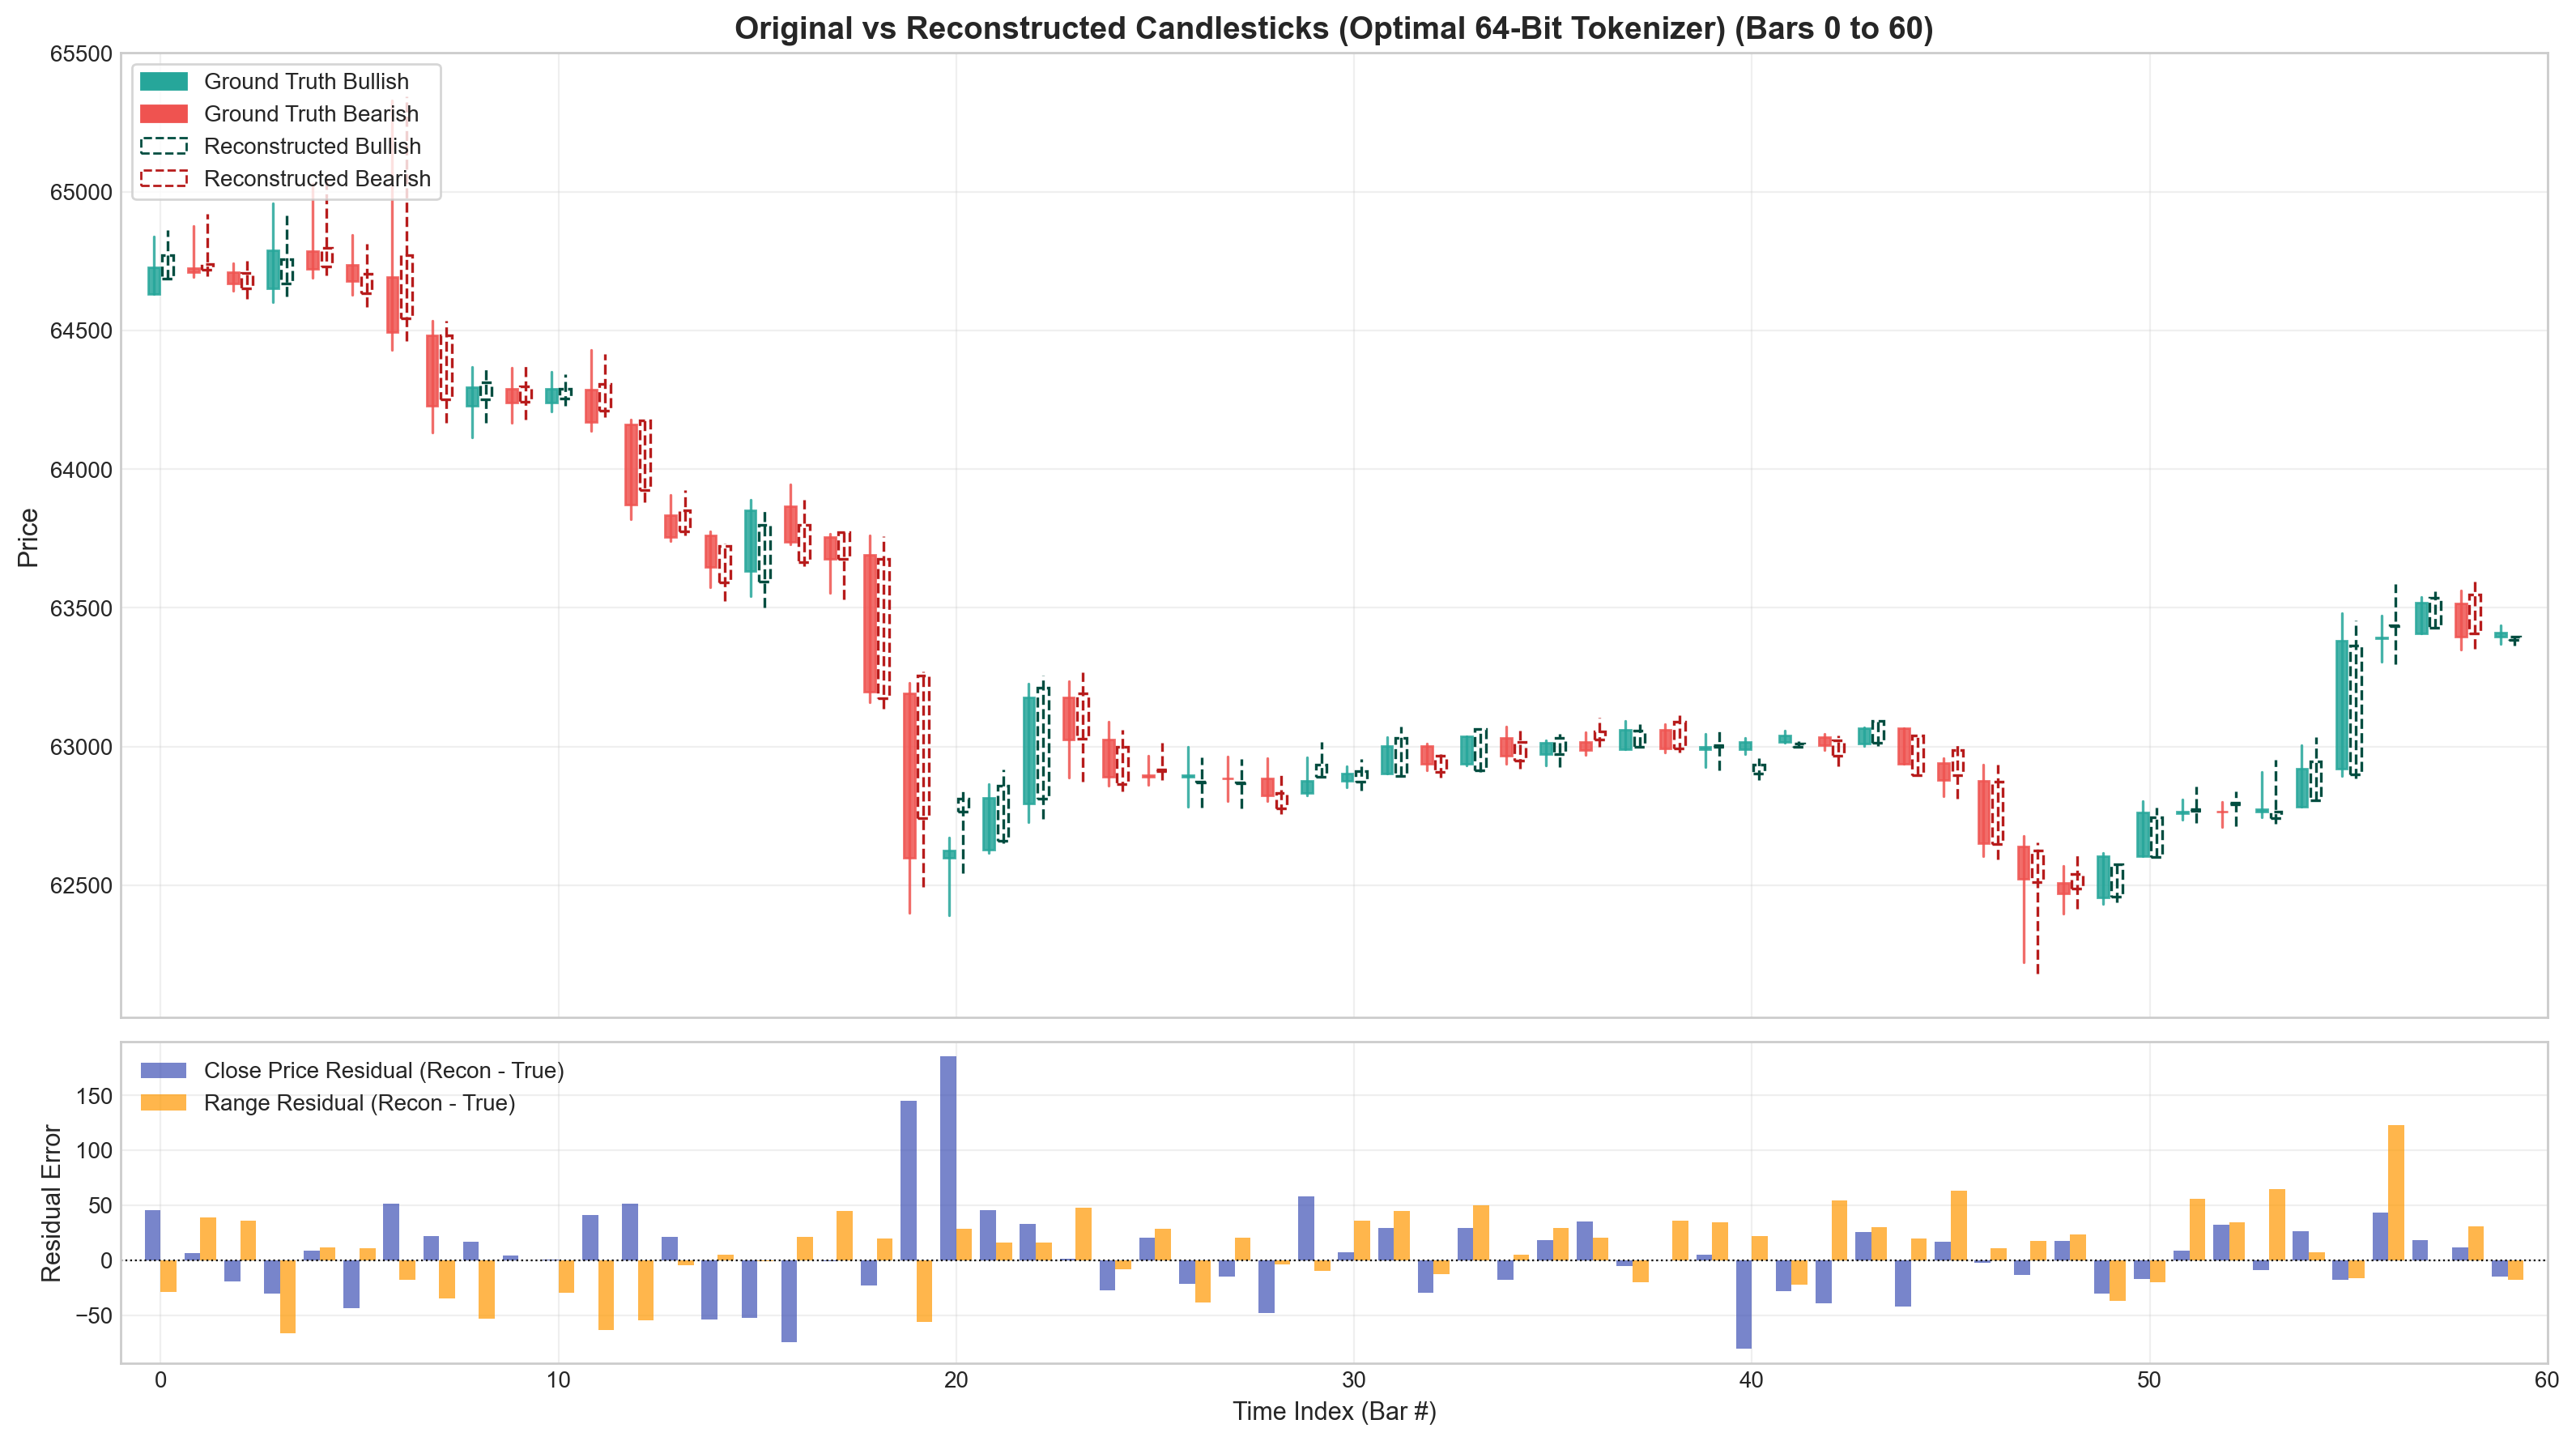 Original vs Reconstructed Candlesticks (Optimal 64-Bit Tokenizer) (Bars 0 to 60)
65500
65000
64500
64000
63500
63000
62500
Price
Ground Truth Bullish
Ground Truth Bearish
Reconstructed Bullish
Reconstructed Bearish
Close Price Residual (Recon - True)
Range Residual (Recon - True)
150
100
50
0
−50
Residual Error
0 10 20 30 40 50 60
Time Index (Bar #)